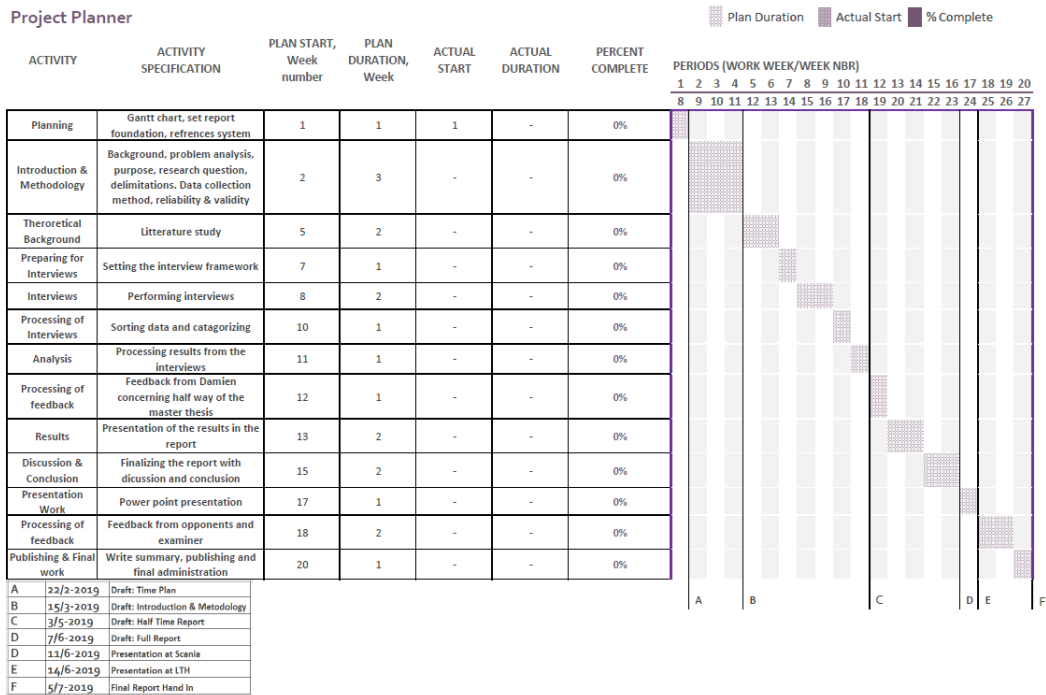 Project Planner
Plan Duration Actual Start % Complete
ACTIVITY
ACTIVITY
SPECIFICATION
PLAN START,
Week
number
PLAN
DURATION,
Week
ACTUAL
START
ACTUAL
DURATION
PERCENT
COMPLETE
PERIODS (WORK WEEK/WEEK NBR)
1 2 3 4 5 6 7 8 9 10 11 12 13 14 15 16 17 18 19 20
8 9 10 11 12 13 14 15 16 17 18 19 20 21 22 23 24 25 26 27
Planning
Gantt chart, set report
foundation, refrences system
1 1 1 - 0%
Introduction &
Methodology
Background, problem analysis,
purpose, research question,
delimitations. Data collection
method, reliability & validity
2 3 - - 0%
Theroretical
Background
Litterature study
5 2 - - 0%
Preparing for
Interviews
Setting the interview framework
7 1 - - 0%
Interviews
Performing interviews
8 2 - - 0%
Processing of
Interviews
Sorting data and catagorizing
10 1 - - 0%
Analysis
Processing results from the
interviews
11 1 - - 0%
Processing of
feedback
Feedback from Damien
concerning half way of the
master thesis
12 1 - - 0%
Results
Presentation of the results in the
report
13 2 - - 0%
Discussion &
Conclusion
Finalizing the report with
dicussion and conclusion
15 2 - - 0%
Presentation
Work
Power point presentation
17 1 - - 0%
Processing of
feedback
Feedback from opponents and
examiner
18 2 - - 0%
Publishing & Final
work
Write summary, publishing and
final administration
20 1 - - 0%
A B C D E F
A 22/2-2019 Draft: Time Plan
B 15/3-2019 Draft: Introduction & Metodology
C 3/5-2019 Draft: Half Time Report
D 7/6-2019 Draft: Full Report
D 11/6-2019 Presentation at Scania
E 14/6-2019 Presentation at LTH
F 5/7-2019 Final Report Hand In